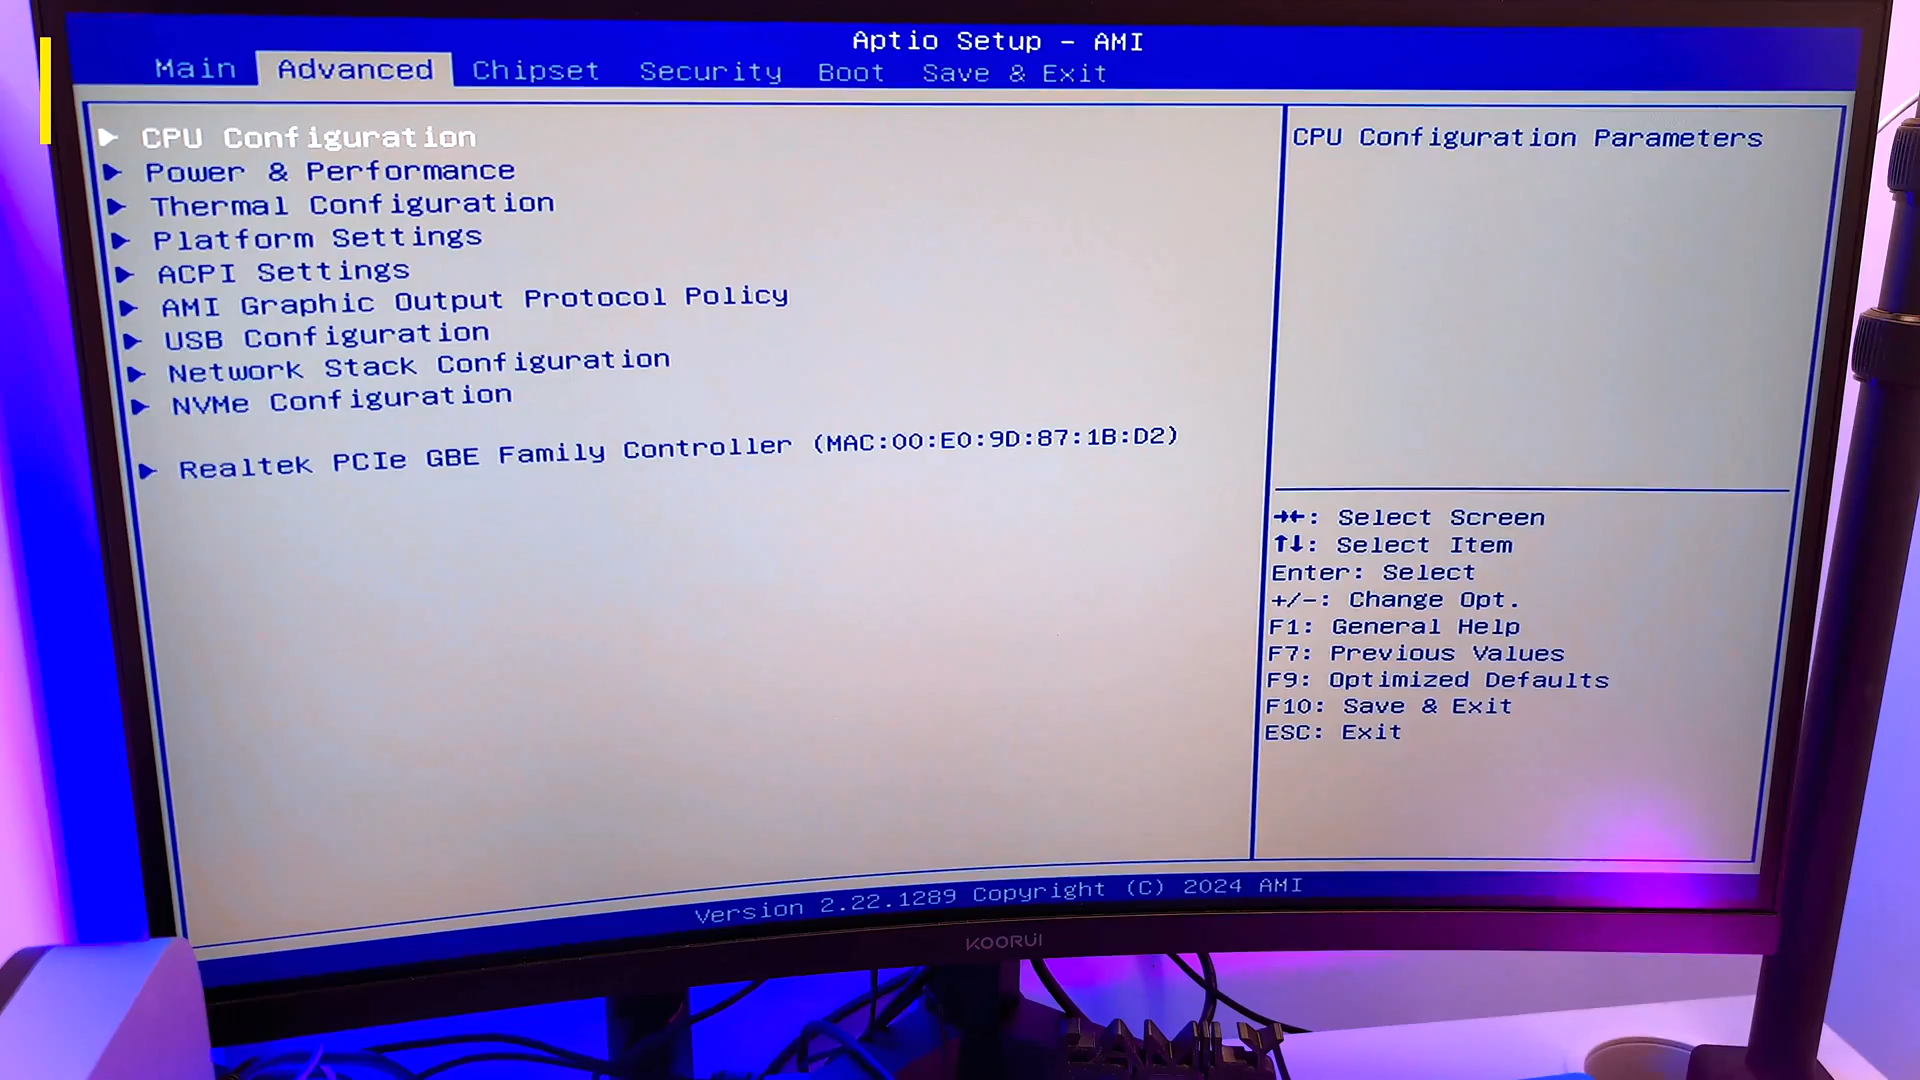 Aptio Setup - AMI
Main Advanced Chipset Security Boot Save & Exit
CPU Configuration
Power & Performance
Thermal Configuration
Platform Settings
ACPI Settings
AMI Graphic Output Protocol Policy
USB Configuration
Network Stack Configuration
NVMe Configuration
Realtek PCIe GBE Family Controller (MAC:00:E0:9D:87:1B:D2)
CPU Configuration Parameters
→←: Select Screen
↑↓: Select Item
Enter: Select
+/-: Change Opt.
F1: General Help
F7: Previous Values
F9: Optimized Defaults
F10: Save & Exit
ESC: Exit
Version 2.22.1289 Copyright (C) 2024 AMI
KOORUI
FAMILY